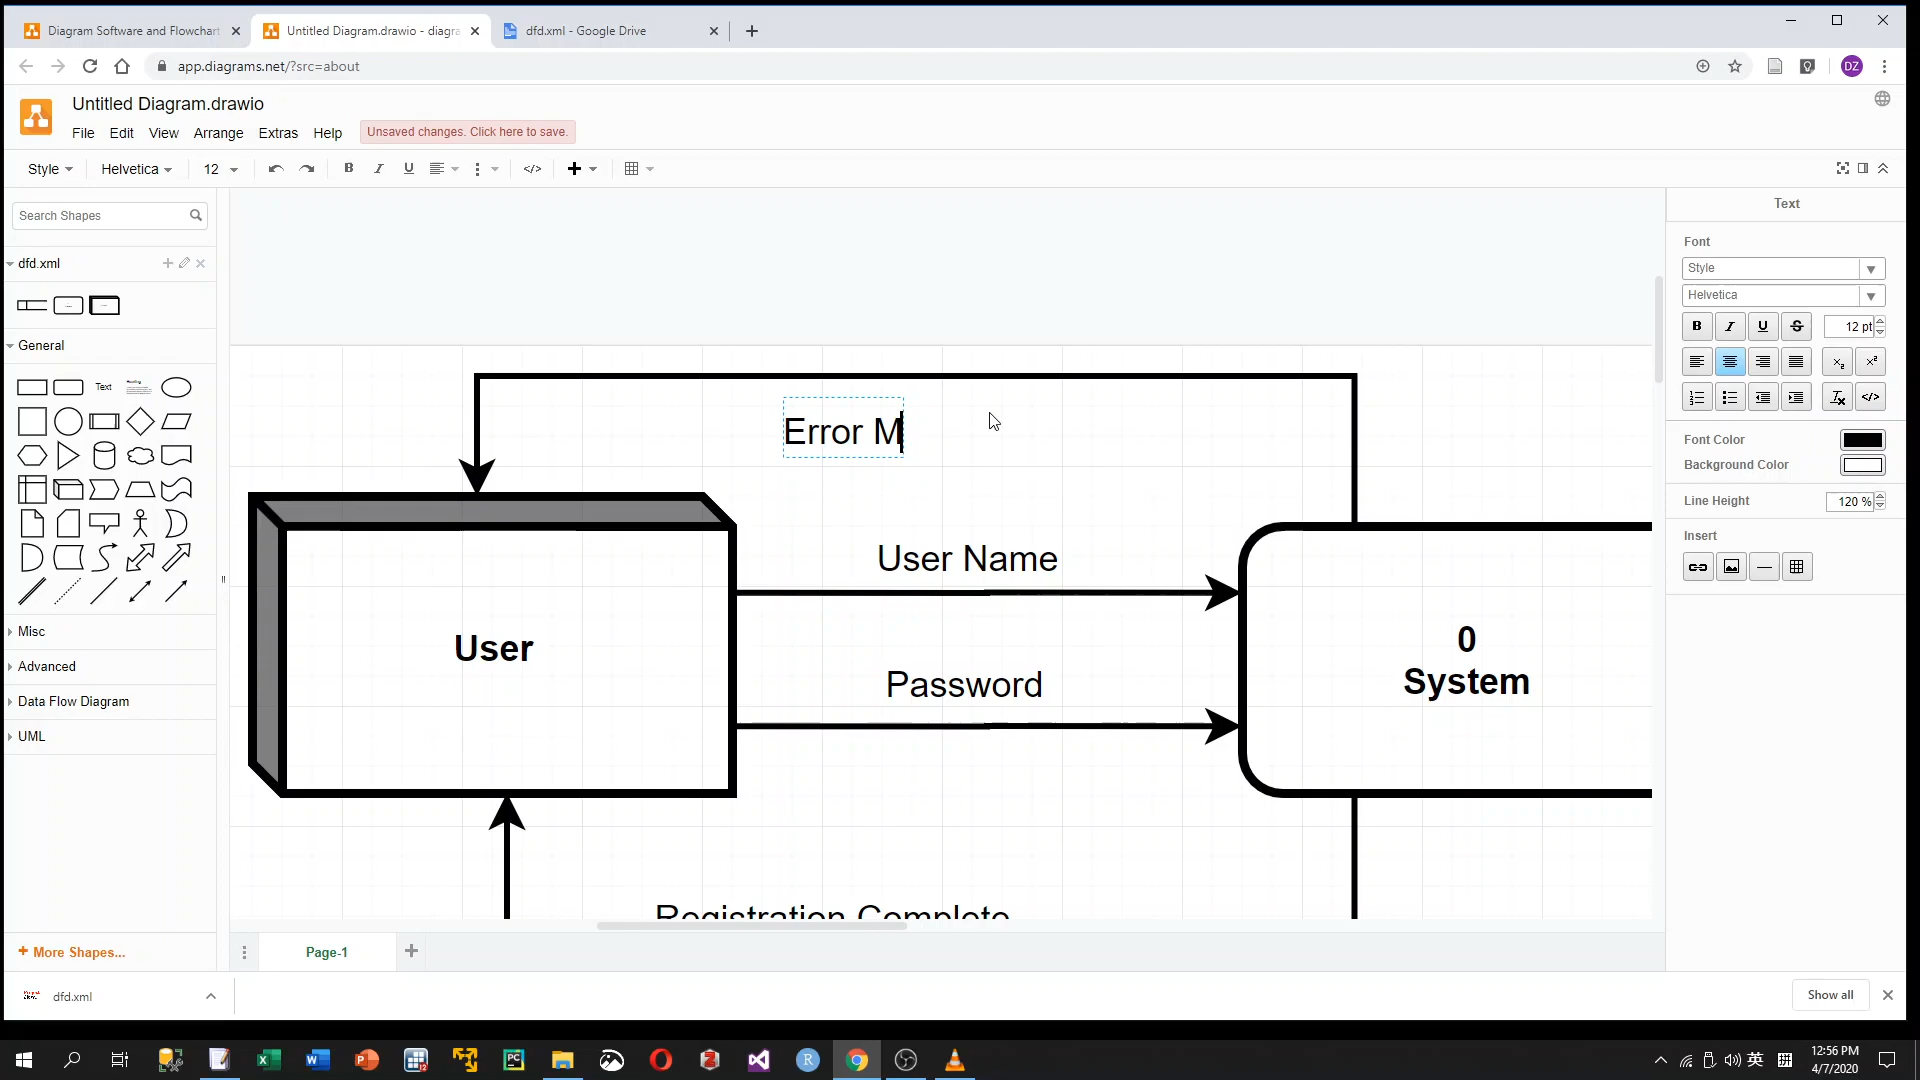 Diagram Software and Flowchart
Untitled Diagram.drawio - diagra
dfd.xml - Google Drive
app.diagrams.net/?src=about
DZ
Untitled Diagram.drawio
File Edit View Arrange Extras Help
Unsaved changes. Click here to save.
Style Helvetica 12 B I U </>
Search Shapes
dfd.xml
General
Text
Misc
Advanced
Data Flow Diagram
UML
+ More Shapes...
Error M
User Name
User
Password
0
System
Registration Complete
Page-1
Text
Font
Style
Helvetica
B I U S 12 pt
Font Color
Background Color
Line Height 120 %
Insert
dfd.xml
Show all
英
12:56 PM
4/7/2020